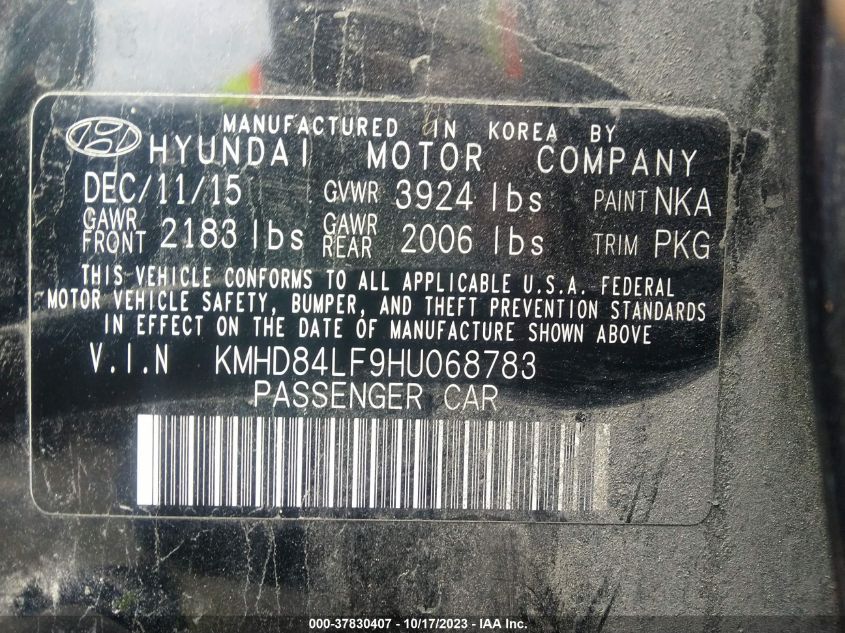 MANUFACTURED IN KOREA BY
HYUNDAI MOTOR COMPANY
DEC/11/15 GVWR 3924 lbs PAINT NKA
GAWR FRONT 2183 lbs GAWR REAR 2006 lbs TRIM PKG
THIS VEHICLE CONFORMS TO ALL APPLICABLE U.S.A. FEDERAL
MOTOR VEHICLE SAFETY, BUMPER, AND THEFT PREVENTION STANDARDS
IN EFFECT ON THE DATE OF MANUFACTURE SHOWN ABOVE
V.I.N KMHD84LF9HU068783
PASSENGER CAR
000-37830407 - 10/17/2023 - IAA Inc.